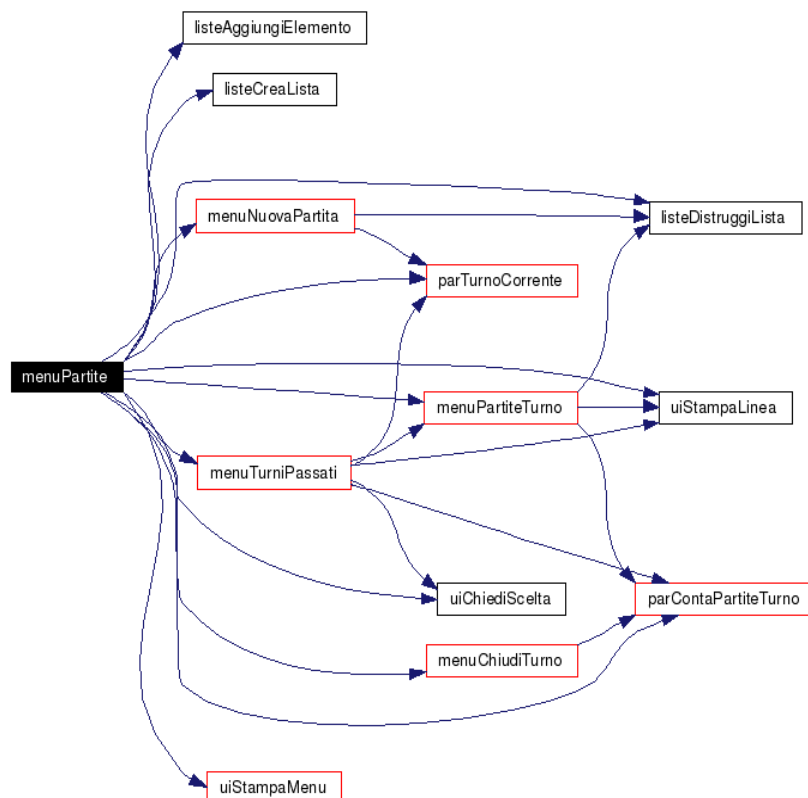 listeAggiungiElemento
listeCreaLista
menuNuovaPartita
listeDistruggiLista
parTurnoCorrente
menuPartite
menuPartiteTurno
uiStampaLinea
menuTurniPassati
uiChiediScelta
parContaPartiteTurno
menuChiudiTurno
uiStampaMenu